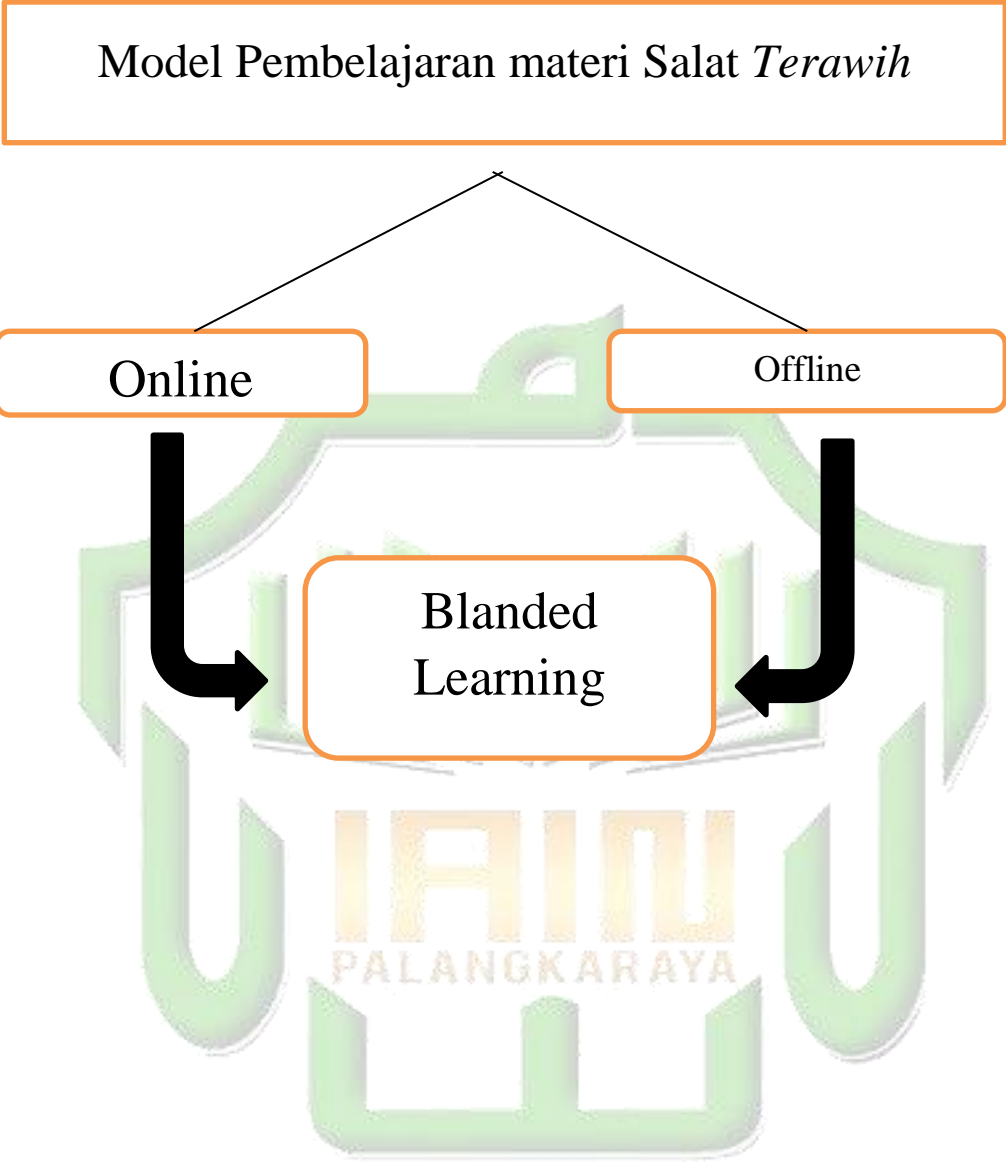 Model Pembelajaran materi Salat Terawih
Online
Offline
Blanded
Learning
IAIN
PALANGKARAYA